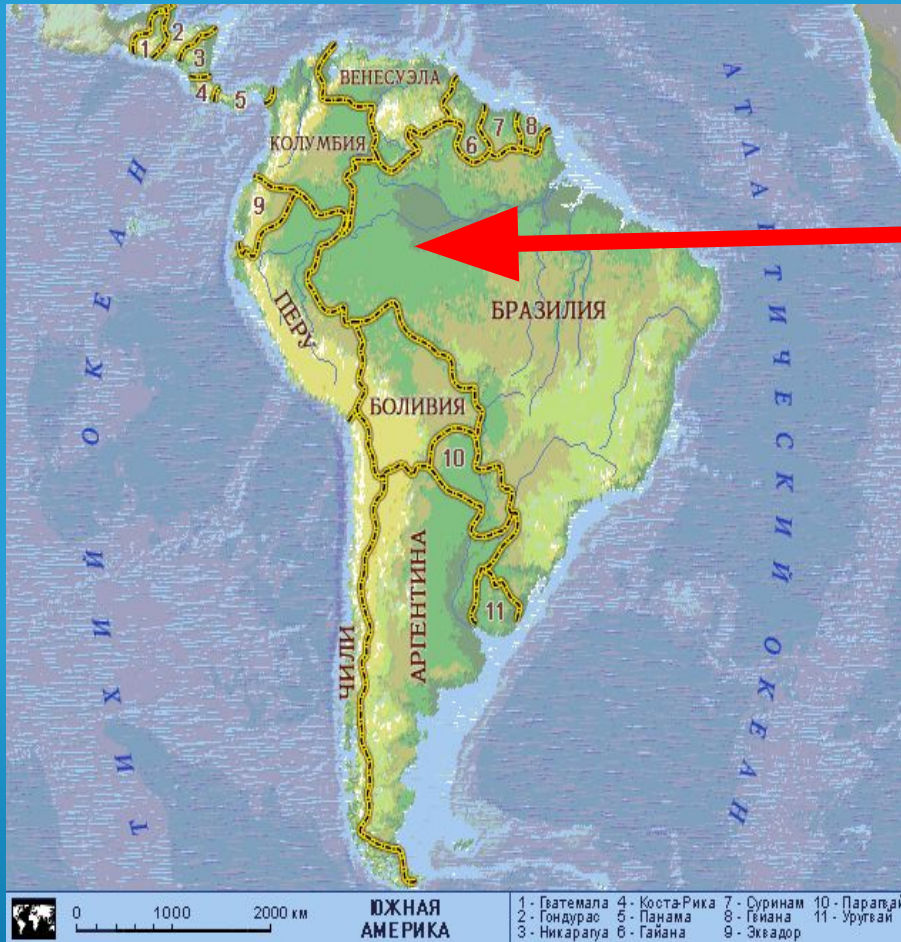 1
2
3
4
5
ВЕНЕСУЭЛА
КОЛУМБИЯ
6
7
8
9
ПЕРУ
БРАЗИЛИЯ
БОЛИВИЯ
10
ЧИЛИ
АРГЕНТИНА
11
ТИХИЙ ОКЕАН
АТЛАНТИЧЕСКИЙ ОКЕАН
0 1000 2000 км
ЮЖНАЯ
АМЕРИКА
1 - Гватемала 4 - Коста-Рика 7 - Суринам 10 - Парагвай
2 - Гондурас 5 - Панама 8 - Гвиана 11 - Уругвай
3 - Никарагуа 6 - Гайана 9 - Эквадор